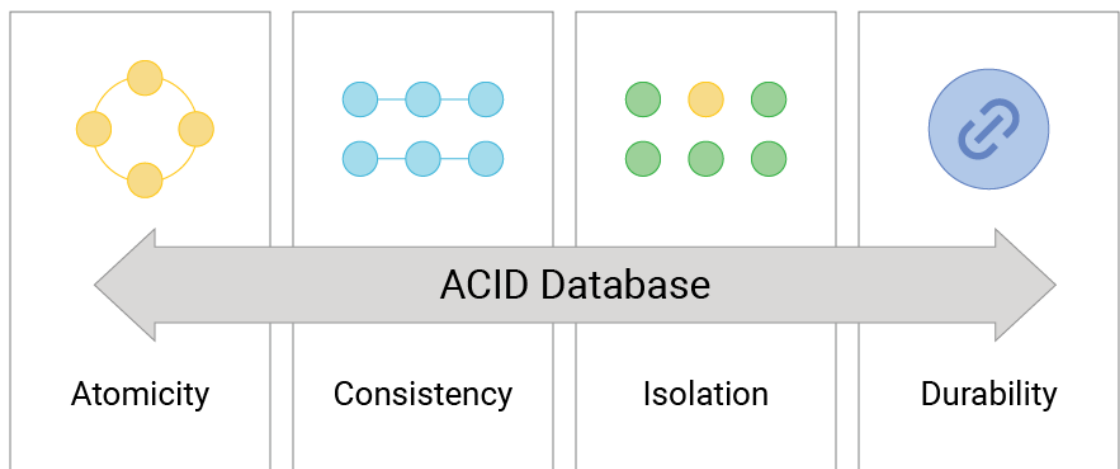 ACID Database
Atomicity
Consistency
Isolation
Durability